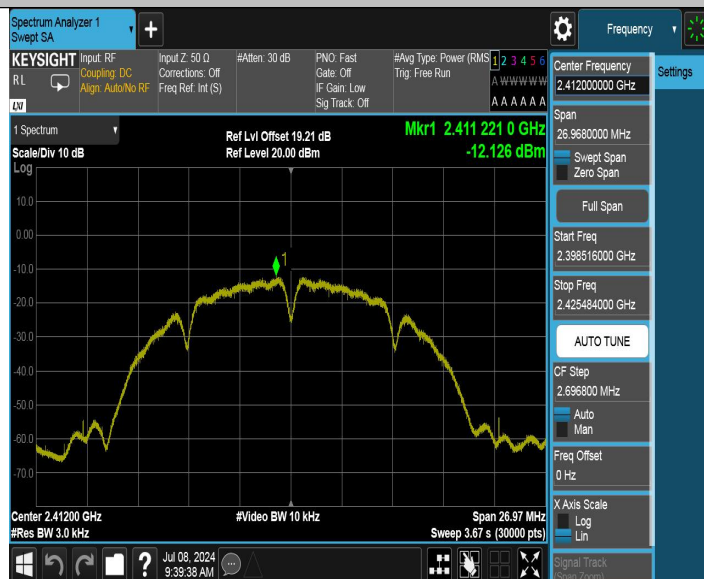 Spectrum Analyzer 1
Swept SA
+
Frequency
KEYSIGHT
RL
LXI
Input: RF
Coupling: DC
Align: Auto/No RF
Input Z: 50 Ω
Corrections: Off
Freq Ref: Int (S)
#Atten: 30 dB
PNO: Fast
Gate: Off
IF Gain: Low
Sig Track: Off
#Avg Type: Power (RMS
Trig: Free Run
1 2 3 4 5 6
A W W W W W
A A A A A A
Center Frequency
2.412000000 GHz
Settings
Span
26.9680000 MHz
Swept Span
Zero Span
Full Span
Start Freq
2.398516000 GHz
Stop Freq
2.425484000 GHz
AUTO TUNE
CF Step
2.696800 MHz
Auto
Man
Freq Offset
0 Hz
X Axis Scale
Log
Lin
Signal Track
(Span Zoom)
1 Spectrum
Scale/Div 10 dB
Ref Lvl Offset 19.21 dB
Ref Level 20.00 dBm
Mkr1 2.411 221 0 GHz
-12.126 dBm
Log
10.0
0.00
-10.0
-20.0
-30.0
-40.0
-50.0
-60.0
-70.0
1
Center 2.41200 GHz
#Video BW 10 kHz
Span 26.97 MHz
#Res BW 3.0 kHz
Sweep 3.67 s (30000 pts)
?
Jul 08, 2024
9:39:38 AM